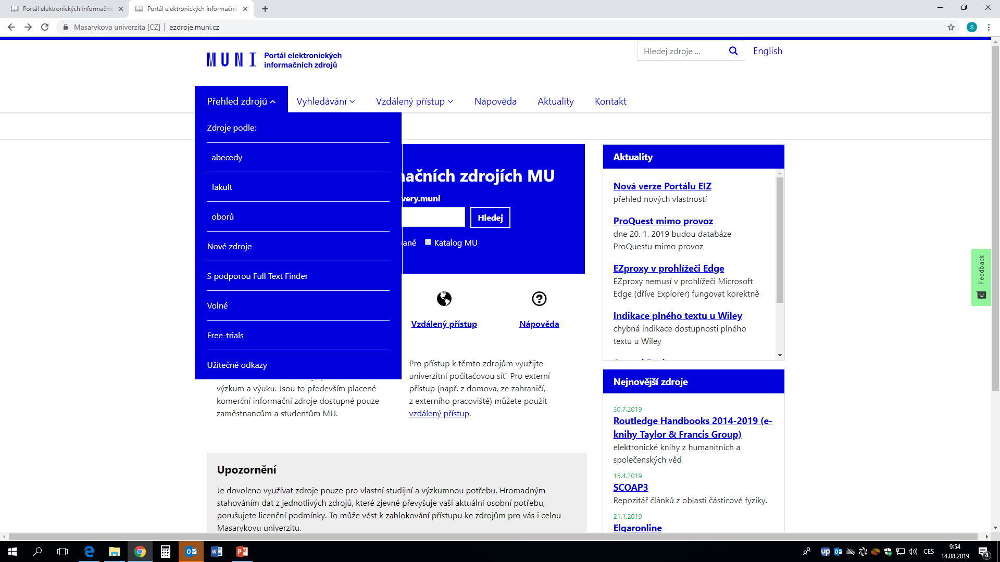 Portál elektronických informačníc
Portál elektronických informačníc
Masarykova univerzita [CZ]
ezdroje.muni.cz
S
MUNI
Portál elektronických
informačních zdrojů
Hledej zdroje ...
English
Přehled zdrojů
Vyhledávání
Vzdálený přístup
Nápověda
Aktuality
Kontakt
Zdroje podle:
abecedy
fakult
oborů
Nové zdroje
S podporou Full Text Finder
Volné
Free-trials
Užitečné odkazy
mačních zdrojích MU
very.muni
Hledej
ané
Katalog MU
Vzdálený přístup
Nápověda
výzkum a výuku. Jsou to především placené
komerční informační zdroje dostupné pouze
zaměstnancům a studentům MU.
Pro přístup k těmto zdrojům využijte
univerzitní počítačovou síť. Pro externí
přístup (např. z domova, ze zahraničí,
z externího pracoviště) můžete použít
vzdálený přístup.
Upozornění
Je dovoleno využívat zdroje pouze pro vlastní studijní a výzkumnou potřebu. Hromadným
stahováním dat z jednotlivých zdrojů, které zjevně převyšuje vaši aktuální osobní potřebu,
porušujete licenční podmínky. To může vést k zablokování přístupu ke zdrojům pro vás i celou
Masarykovu univerzitu.
Aktuality
Nová verze Portálu EIZ
přehled nových vlastností
ProQuest mimo provoz
dne 20. 1. 2019 budou databáze
ProQuestu mimo provoz
EZproxy v prohlížeči Edge
EZproxy nemusí v prohlížeči Microsoft
Edge (dříve Explorer) fungovat korektně
Indikace plného textu u Wiley
chybná indikace dostupnosti plného
textu u Wiley
Nejnovější zdroje
30.7.2019
Routledge Handbooks 2014-2019 (e-
knihy Taylor & Francis Group)
elektronické knihy z humanitních a
společenských věd
15.4.2019
SCOAP3
Repozitář článků z oblasti částicové fyziky.
21.1.2019
Elgaronline
Feedback
CES
9:54
14.08.2019
4